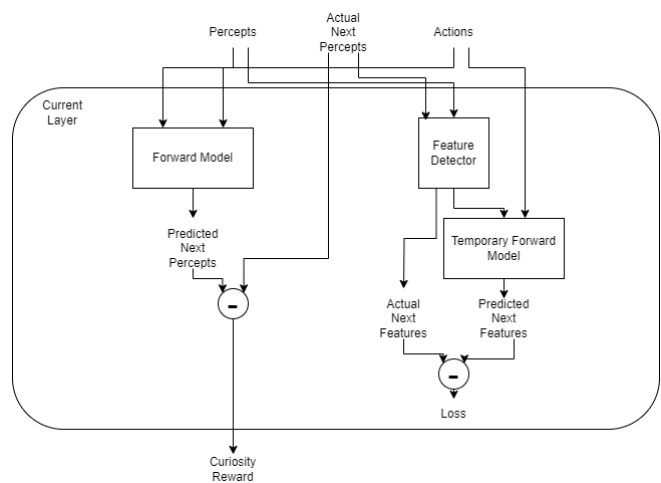 Percepts
Actual
Next
Percepts
Actions
Current
Layer
Forward Model
Feature
Detector
Predicted
Next
Percepts
Temporary Forward
Model
-
Actual
Next
Features
Predicted
Next
Features
-
Loss
Curiosity
Reward